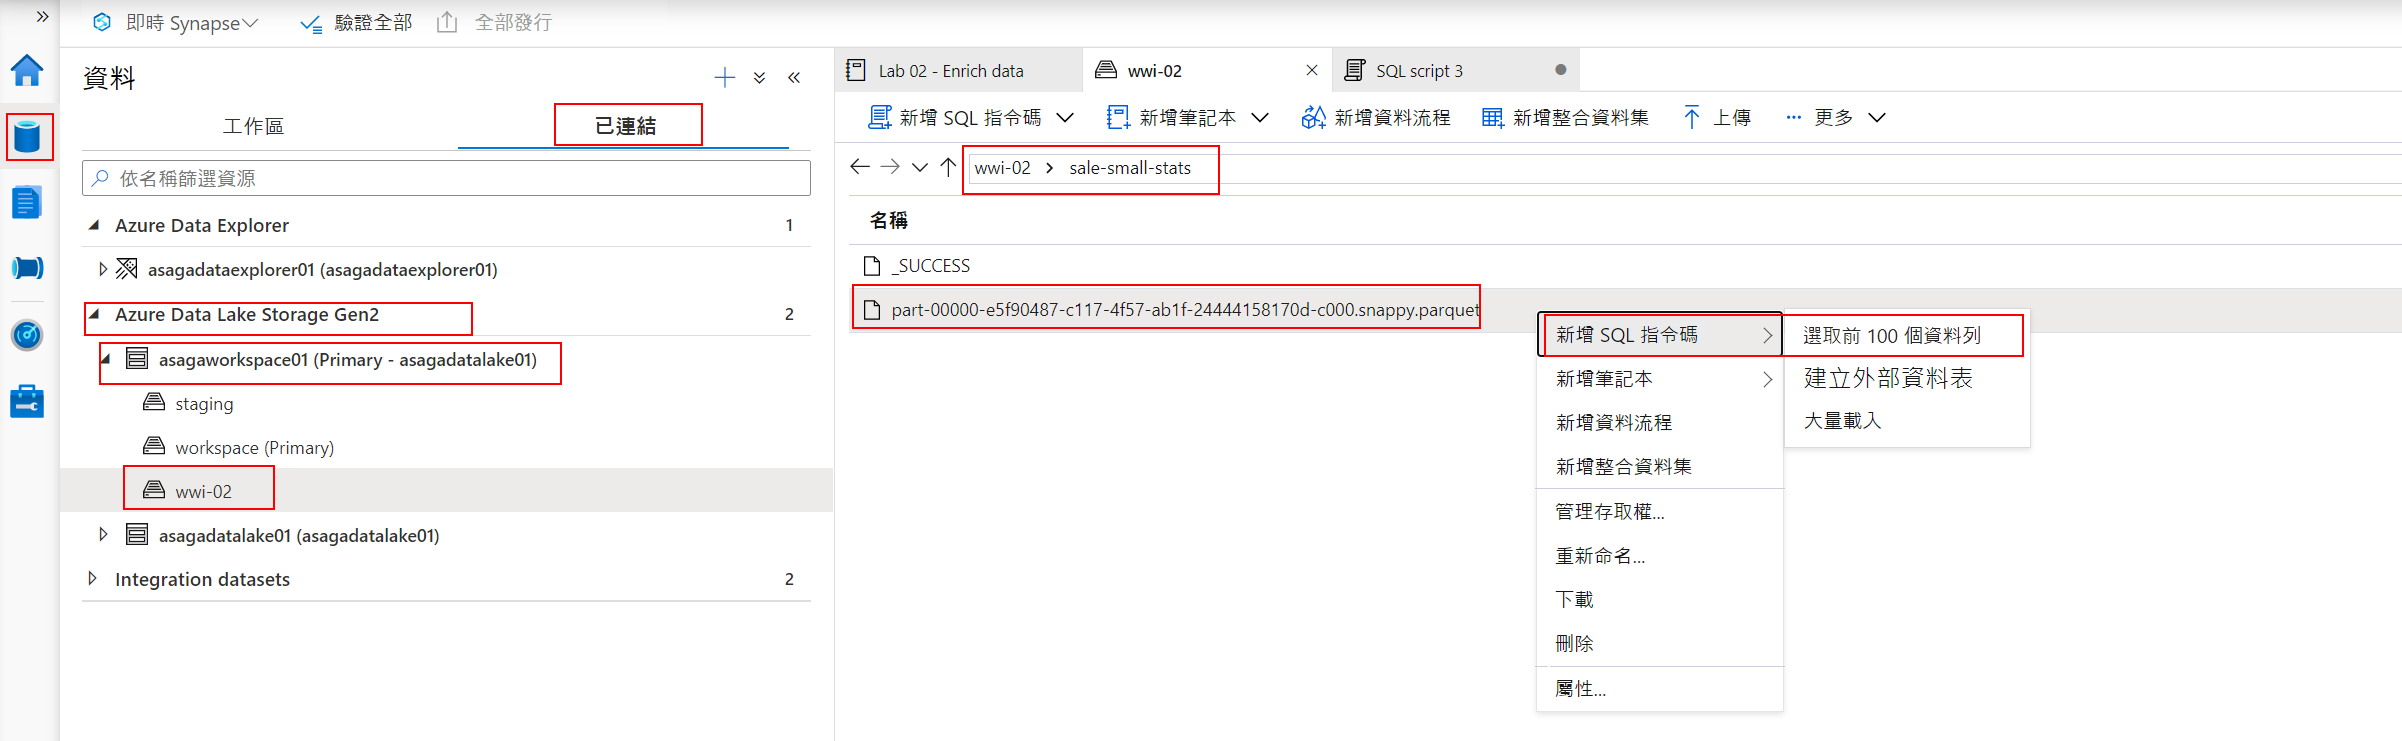 即時 Synapse
驗證全部
全部發行
資料
工作區
已連結
依名稱篩選資源
Azure Data Explorer 1
asagadataexplorer01 (asagadataexplorer01)
Azure Data Lake Storage Gen2 2
asagaworkspace01 (Primary - asagadatalake01)
staging
workspace (Primary)
wwi-02
asagadatalake01 (asagadatalake01)
Integration datasets 2
Lab 02 - Enrich data
wwi-02
SQL script 3
新增 SQL 指令碼
新增筆記本
新增資料流程
新增整合資料集
上傳
更多
wwi-02 > sale-small-stats
名稱
_SUCCESS
part-00000-e5f90487-c117-4f57-ab1f-24444158170d-c000.snappy.parquet
新增 SQL 指令碼
新增筆記本
新增資料流程
新增整合資料集
管理存取權...
重新命名...
下載
刪除
屬性...
選取前 100 個資料列
建立外部資料表
大量載入